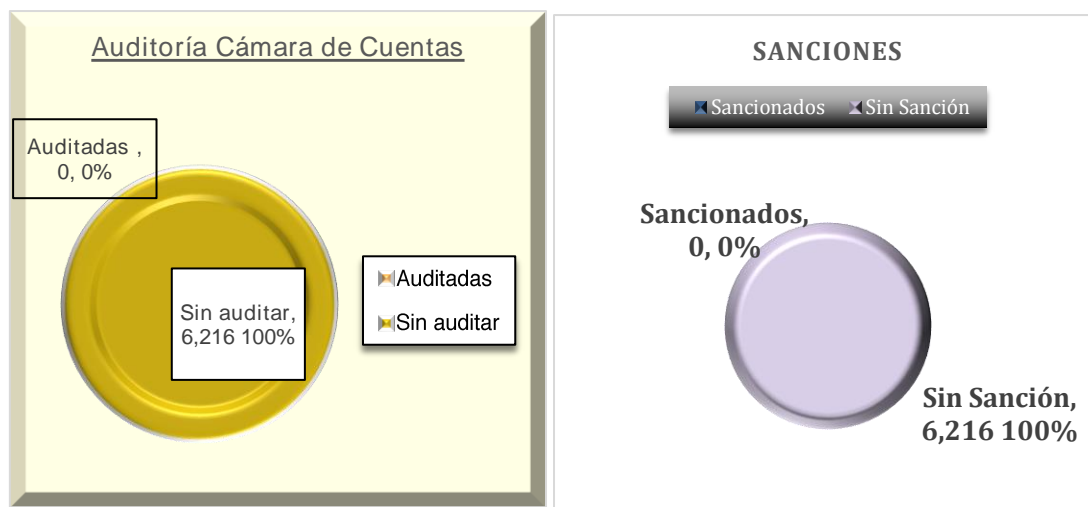 Auditoría Cámara de Cuentas
Auditadas ,
0, 0%
Sin auditar,
6,216 100%
Auditadas
Sin auditar
SANCIONES
Sancionados Sin Sanción
Sancionados,
0, 0%
Sin Sanción,
6,216 100%